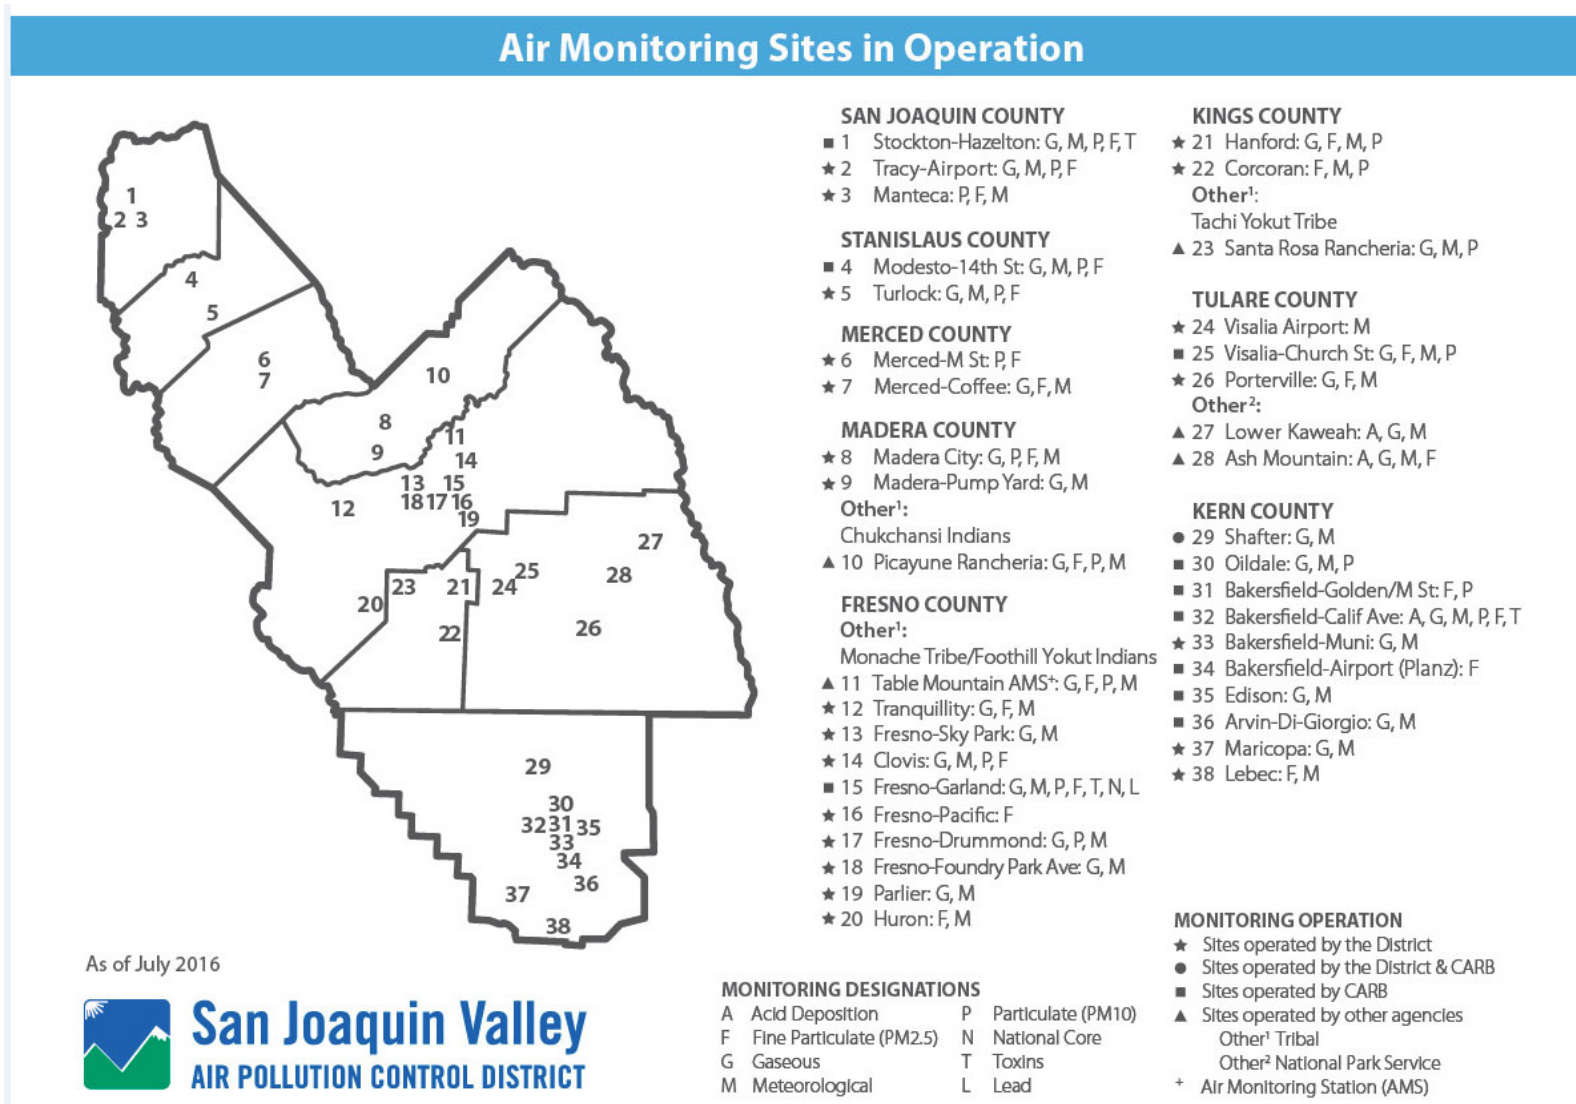 Air Monitoring Sites in Operation
1
2 3
4
5
6
7
10
8
11
9
14
13 15
12 18 17 16
19
27
25
28
23 21 24
20
22
26
29
30
32 31 35
33
34
36
37
38
As of July 2016
San Joaquin Valley
AIR POLLUTION CONTROL DISTRICT
SAN JOAQUIN COUNTY
■ 1 Stockton-Hazelton: G, M, P, F, T
★ 2 Tracy-Airport: G, M, P, F
★ 3 Manteca: P, F, M
STANISLAUS COUNTY
■ 4 Modesto-14th St: G, M, P, F
★ 5 Turlock: G, M, P, F
MERCED COUNTY
★ 6 Merced-M St: P, F
★ 7 Merced-Coffee: G, F, M
MADERA COUNTY
★ 8 Madera City: G, P, F, M
★ 9 Madera-Pump Yard: G, M
Other¹:
Chukchansi Indians
▲ 10 Picayune Rancheria: G, F, P, M
FRESNO COUNTY
Other¹:
Monache Tribe/Foothill Yokut Indians
▲ 11 Table Mountain AMS⁺: G, F, P, M
★ 12 Tranquillity: G, F, M
★ 13 Fresno-Sky Park: G, M
★ 14 Clovis: G, M, P, F
■ 15 Fresno-Garland: G, M, P, F, T, N, L
★ 16 Fresno-Pacific: F
★ 17 Fresno-Drummond: G, P, M
★ 18 Fresno-Foundry Park Ave: G, M
★ 19 Parlier: G, M
★ 20 Huron: F, M
KINGS COUNTY
★ 21 Hanford: G, F, M, P
★ 22 Corcoran: F, M, P
Other¹:
Tachi Yokut Tribe
▲ 23 Santa Rosa Rancheria: G, M, P
TULARE COUNTY
★ 24 Visalia Airport: M
■ 25 Visalia-Church St: G, F, M, P
★ 26 Porterville: G, F, M
Other²:
▲ 27 Lower Kaweah: A, G, M
▲ 28 Ash Mountain: A, G, M, F
KERN COUNTY
● 29 Shafter: G, M
■ 30 Oildale: G, M, P
■ 31 Bakersfield-Golden/M St: F, P
■ 32 Bakersfield-Calif Ave: A, G, M, P, F, T
★ 33 Bakersfield-Muni: G, M
■ 34 Bakersfield-Airport (Planz): F
■ 35 Edison: G, M
■ 36 Arvin-Di-Giorgio: G, M
★ 37 Maricopa: G, M
★ 38 Lebec: F, M
MONITORING DESIGNATIONS
A Acid Deposition
F Fine Particulate (PM2.5)
G Gaseous
M Meteorological
P Particulate (PM10)
N National Core
T Toxins
L Lead
MONITORING OPERATION
★ Sites operated by the District
● Sites operated by the District & CARB
■ Sites operated by CARB
▲ Sites operated by other agencies
Other¹ Tribal
Other² National Park Service
⁺ Air Monitoring Station (AMS)